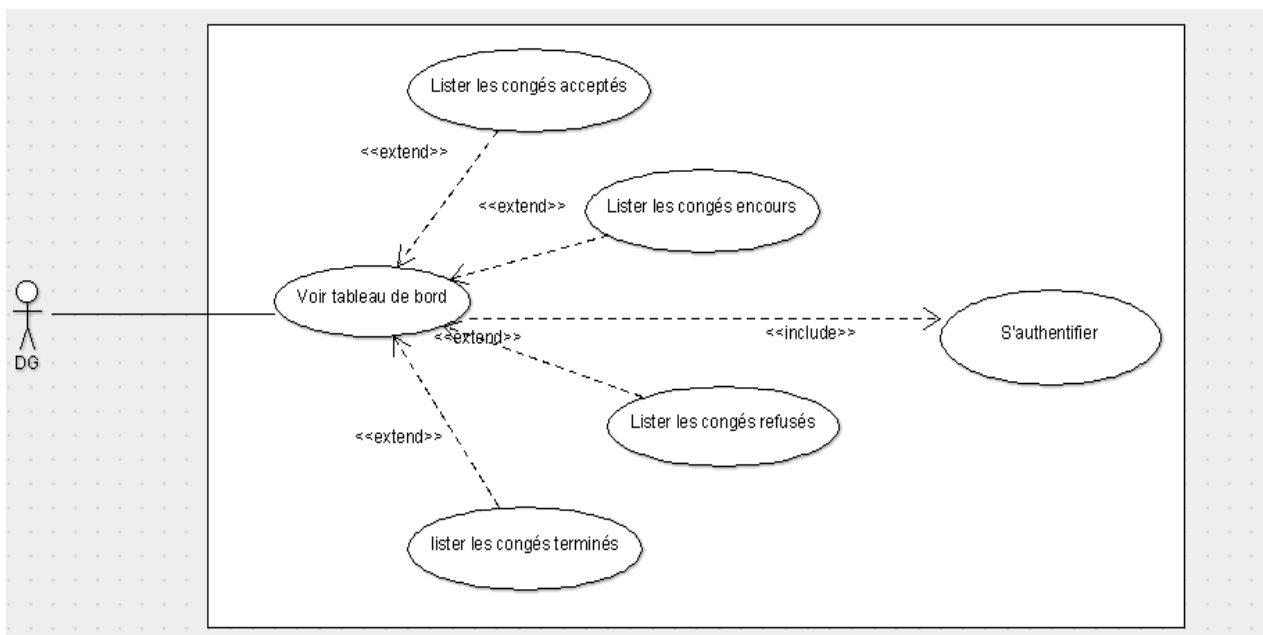 Lister les congés acceptés
<<extend>>
<<extend>>
Lister les congés encours
Voir tableau de bord
<<extend>>
<<include>>
S'authentifier
DG
Lister les congés refusés
<<extend>>
lister les congés terminés